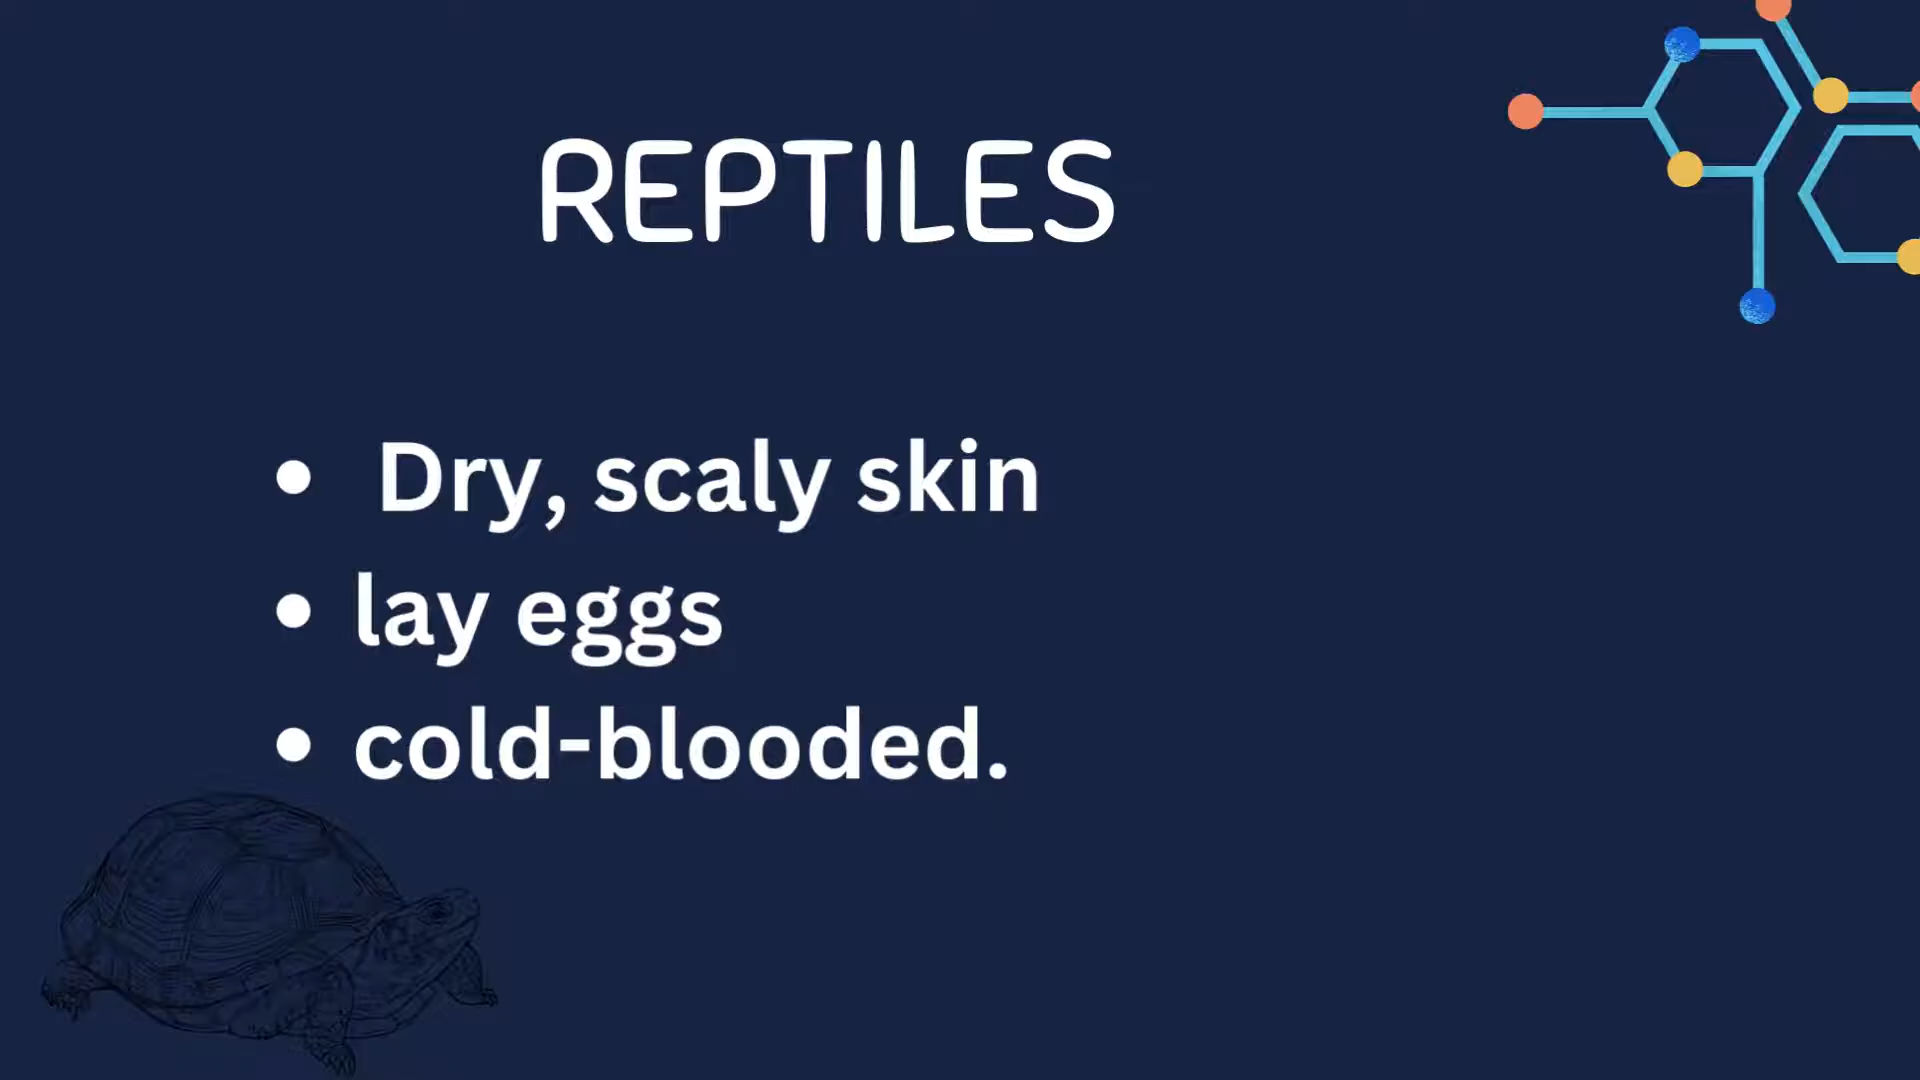 REPTILES
• Dry, scaly skin
• lay eggs
• cold-blooded.